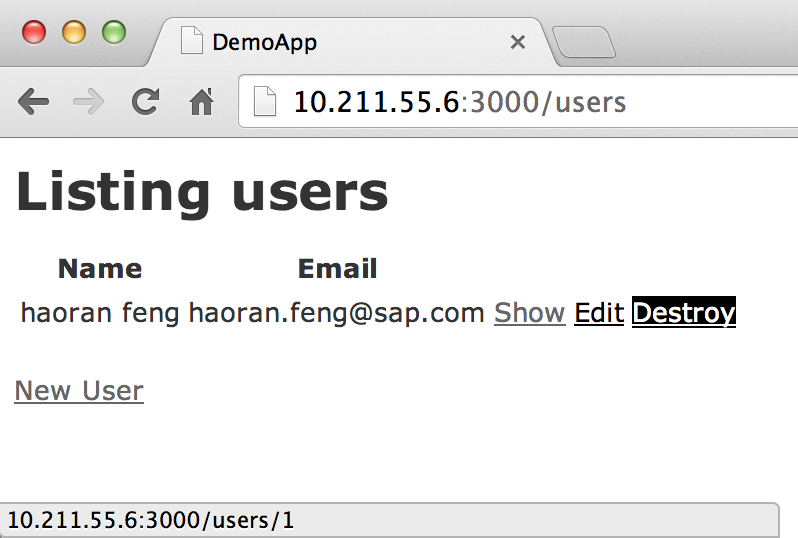 DemoApp
10.211.55.6:3000/users
Listing users
Name Email
haoran feng haoran.feng@sap.com Show Edit Destroy
New User
10.211.55.6:3000/users/1